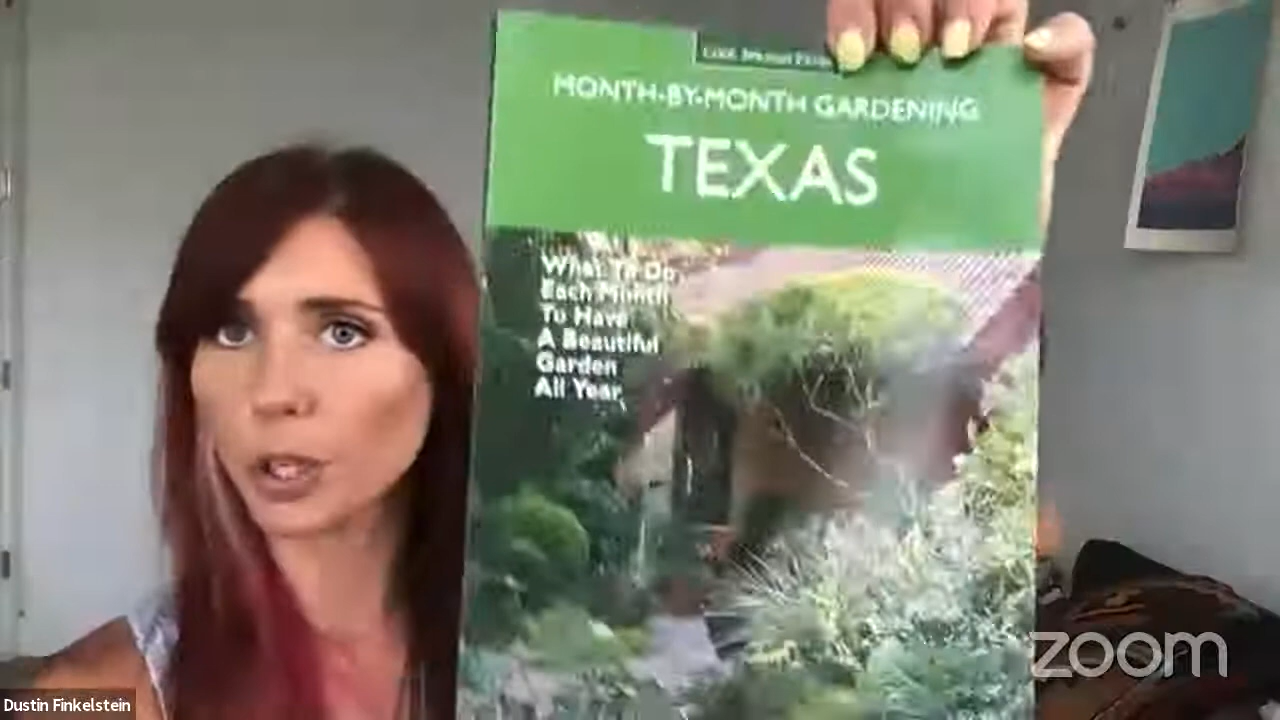 MONTH-BY-MONTH GARDENING
TEXAS
What To Do
Each Month
To Have
A Beautiful
Garden
All Year
zoom
Dustin Finkelstein